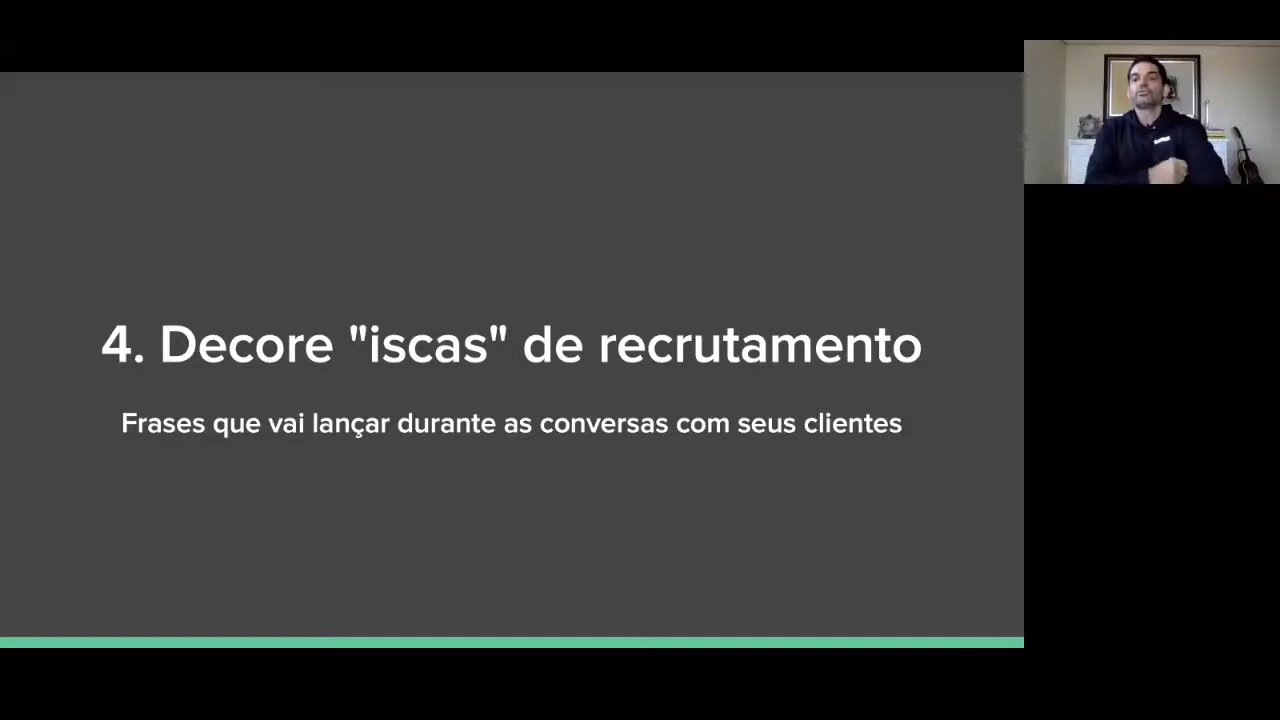 4. Decore "iscas" de recrutamento
Frases que vai lançar durante as conversas com seus clientes